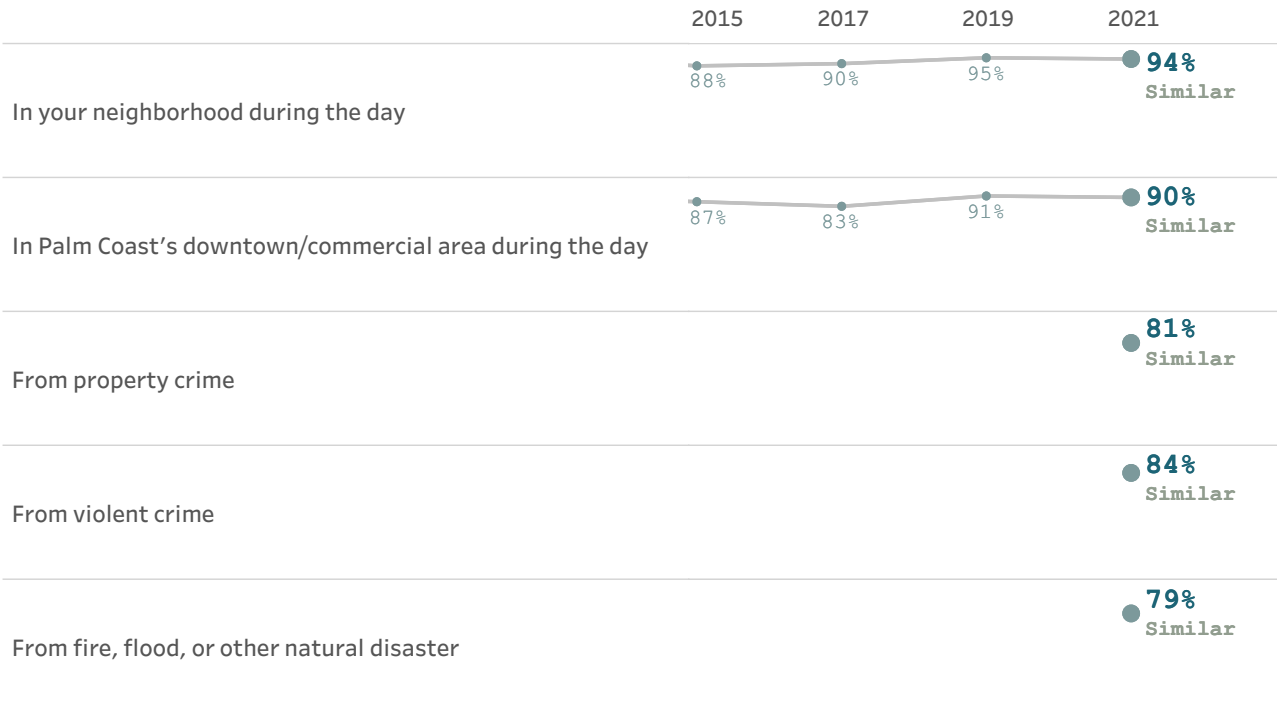 2015 2017 2019 2021
In your neighborhood during the day
88% 90% 95% 94%
Similar
In Palm Coast's downtown/commercial area during the day
87% 83% 91% 90%
Similar
From property crime
81%
Similar
From violent crime
84%
Similar
From fire, flood, or other natural disaster
79%
Similar